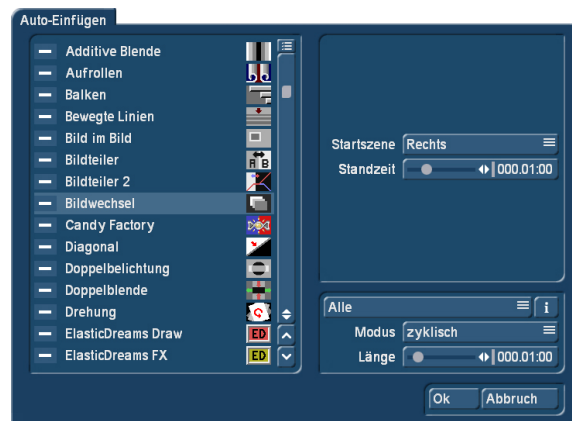 Auto-Einfügen
Additive Blende
Aufrollen
Balken
Bewegte Linien
Bild im Bild
Bildteiler
A B
Bildteiler 2
Bildwechsel
Candy Factory
Diagonal
Doppelbelichtung
Doppelblende
Drehung
ElasticDreams Draw
ED
ElasticDreams FX
ED
Startszene Rechts
Standzeit 000.01:00
Alle i
Modus zyklisch
Länge 000.01:00
Ok Abbruch